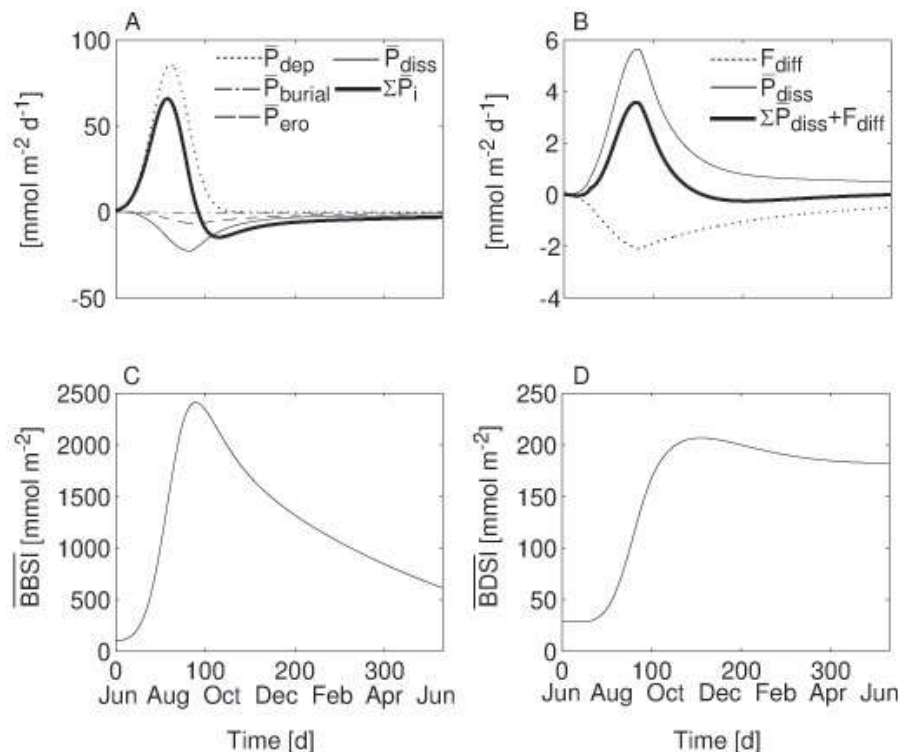 A
B
100
50
0
-50
[mmol m⁻² d⁻¹]
P̅dep
P̅burial
P̅ero
P̅diss
ΣP̅i
6
4
2
0
-2
-4
[mmol m⁻² d⁻¹]
Fdiff
P̅diss
ΣP̅diss+Fdiff
C
D
2500
2000
1500
1000
500
0
BBSI [mmol m⁻²]
250
200
150
100
50
0
BDSI [mmol m⁻²]
0 100 200 300
Jun Aug Oct Dec Feb Apr Jun
Time [d]
0 100 200 300
Jun Aug Oct Dec Feb Apr Jun
Time [d]